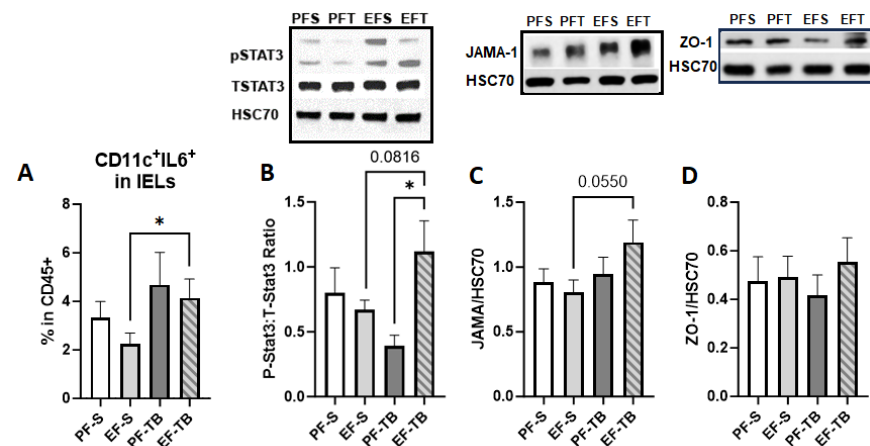 PFS PFT EFS EFT
pSTAT3
TSTAT3
HSC70
PFS PFT EFS EFT
JAMA-1
HSC70
PFS PFT EFS EFT
ZO-1
HSC70
A
CD11c+IL6+
in IELs
% in CD45+
8
6
4
2
0
*
PF-S
EF-S
PF-TB
EF-TB
B
P-Stat3:T-Stat3 Ratio
1.5
1.0
0.5
0.0
0.0816
*
PF-S
EF-S
PF-TB
EF-TB
C
JAMA/HSC70
1.5
1.0
0.5
0.0
0.0550
PF-S
EF-S
PF-TB
EF-TB
D
ZO-1/HSC70
0.8
0.6
0.4
0.2
0.0
PF-S
EF-S
PF-TB
EF-TB